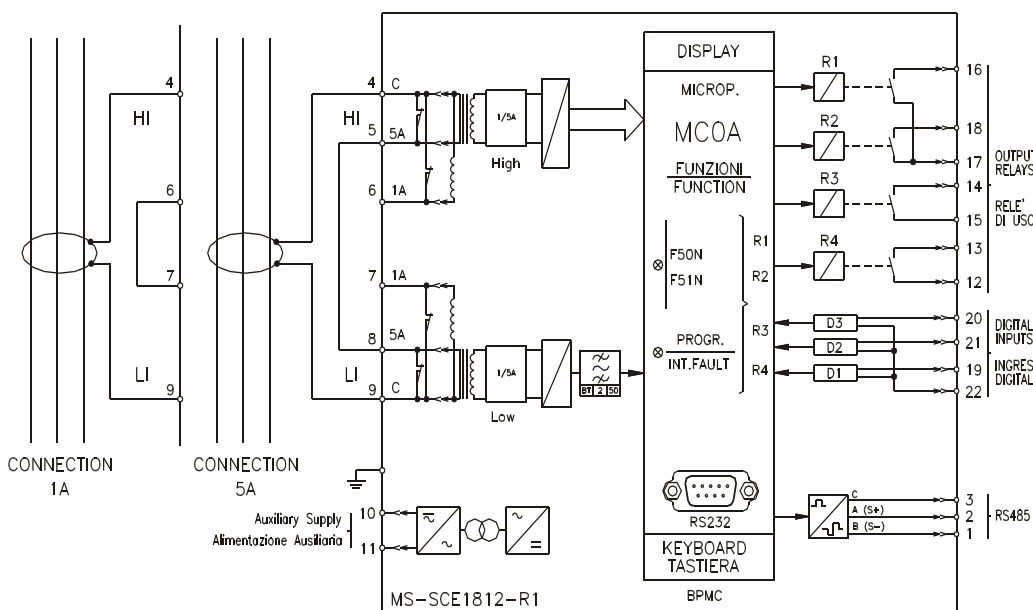 4
HI
6
7
LI
9
CONNECTION
1A
4
HI
5
6
7
8
LI
9
CONNECTION
5A
C
5A
1A
1/5A
High
1A
5A
C
1/5A
Low
BT 2 50
10
Auxiliary Supply
Alimentazione Ausiliaria
11
MS-SCE1812-R1
DISPLAY
MICROP.
MCOA
FUNZIONI
FUNCTION
F50N
F51N
R1
R2
PROGR.
INT.FAULT
R3
R4
RS232
KEYBOARD
TASTIERA
BPMC
R1
R2
R3
R4
16
18
17
14
15
13
12
OUTPUT
RELAYS
RELE'
DI USC
D3
D2
D1
20
21
19
22
DIGITAL
INPUTS
INGRES
DIGITAL
C
A (S+)
B (S-)
3
2
1
RS485